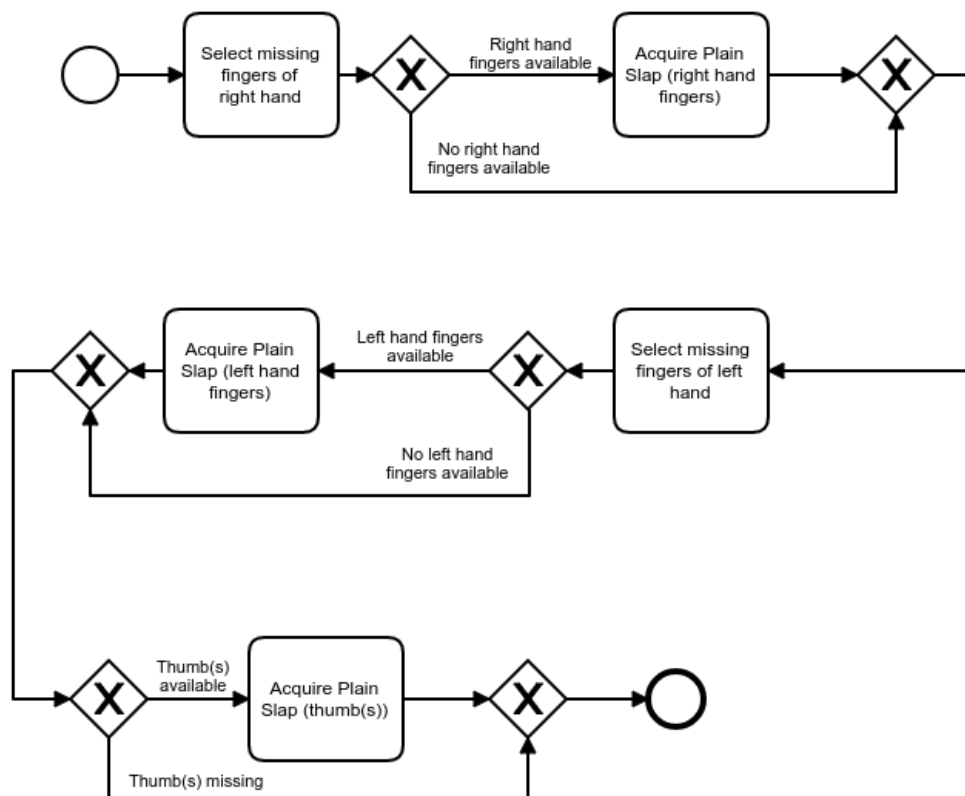 Select missing
fingers of
right hand
Right hand
fingers available
Acquire Plain
Slap (right hand
fingers)
No right hand
fingers available
Acquire Plain
Slap (left hand
fingers)
Left hand fingers
available
Select missing
fingers of left
hand
No left hand
fingers available
Thumb(s)
available
Acquire Plain
Slap (thumb(s))
Thumb(s) missing